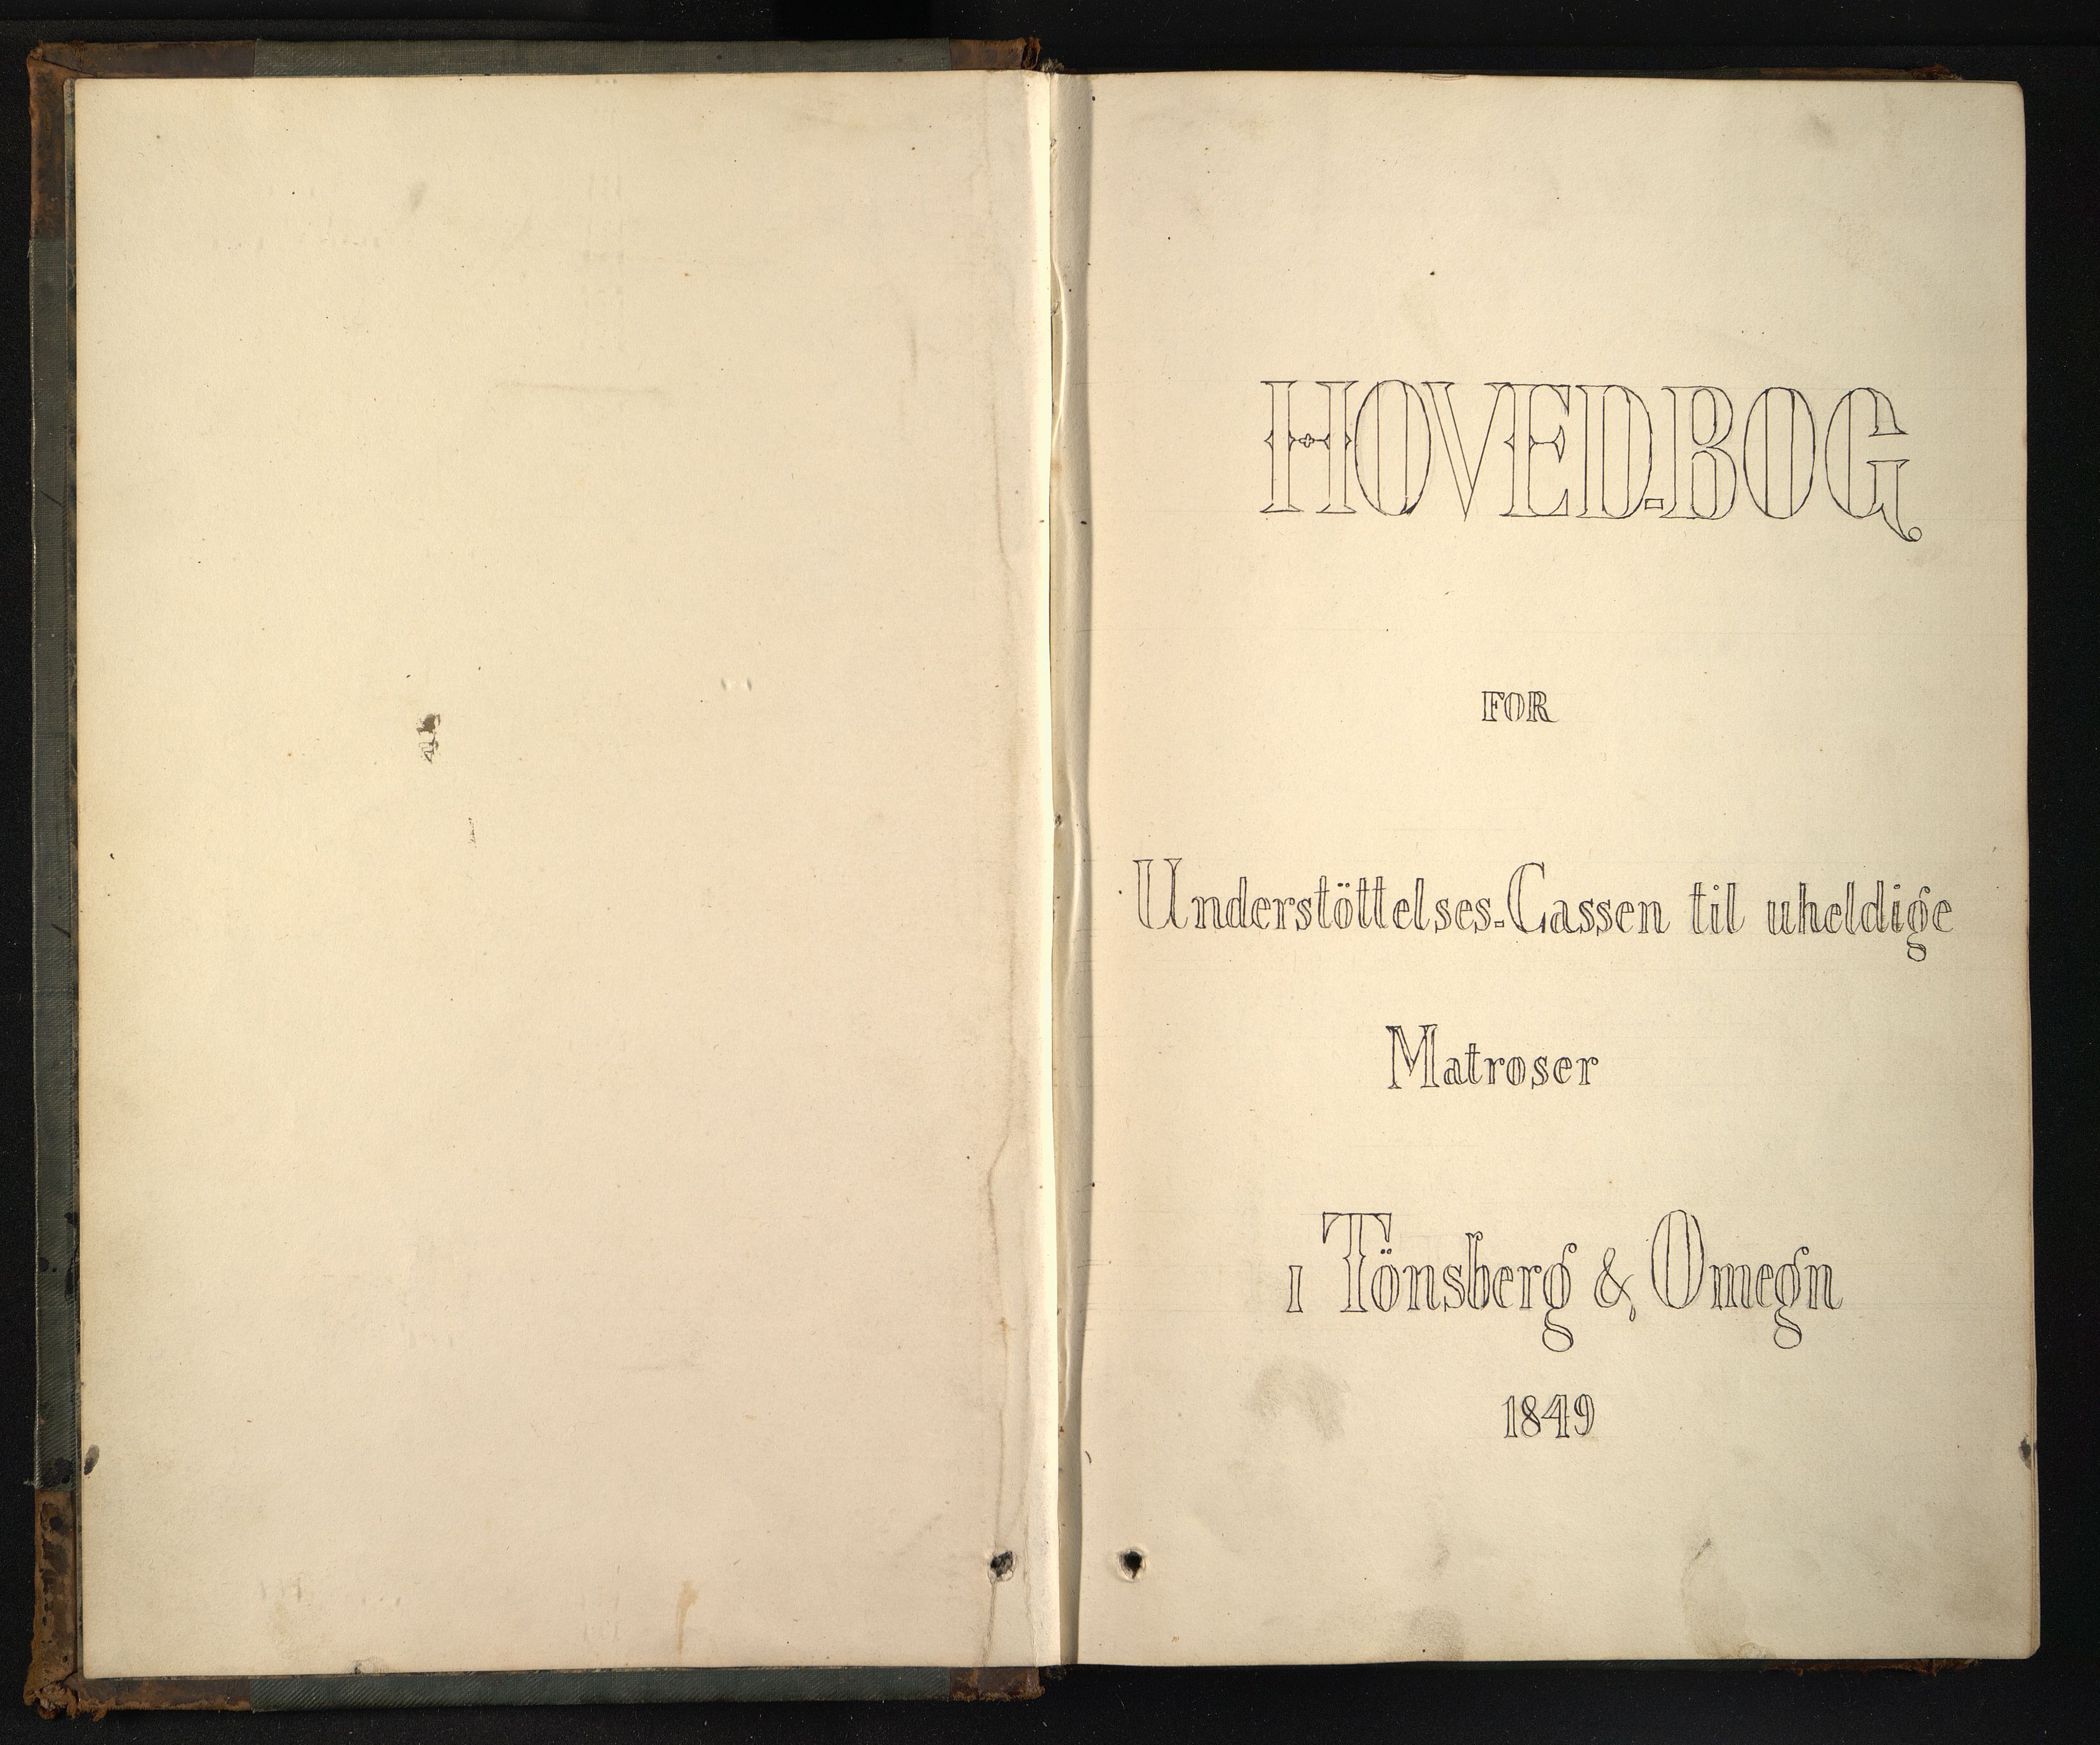 HOVED-BOG
FOR
Understöttelses-Cassen til uheldige
Matroser
i Tönsberg & Omegn
1849